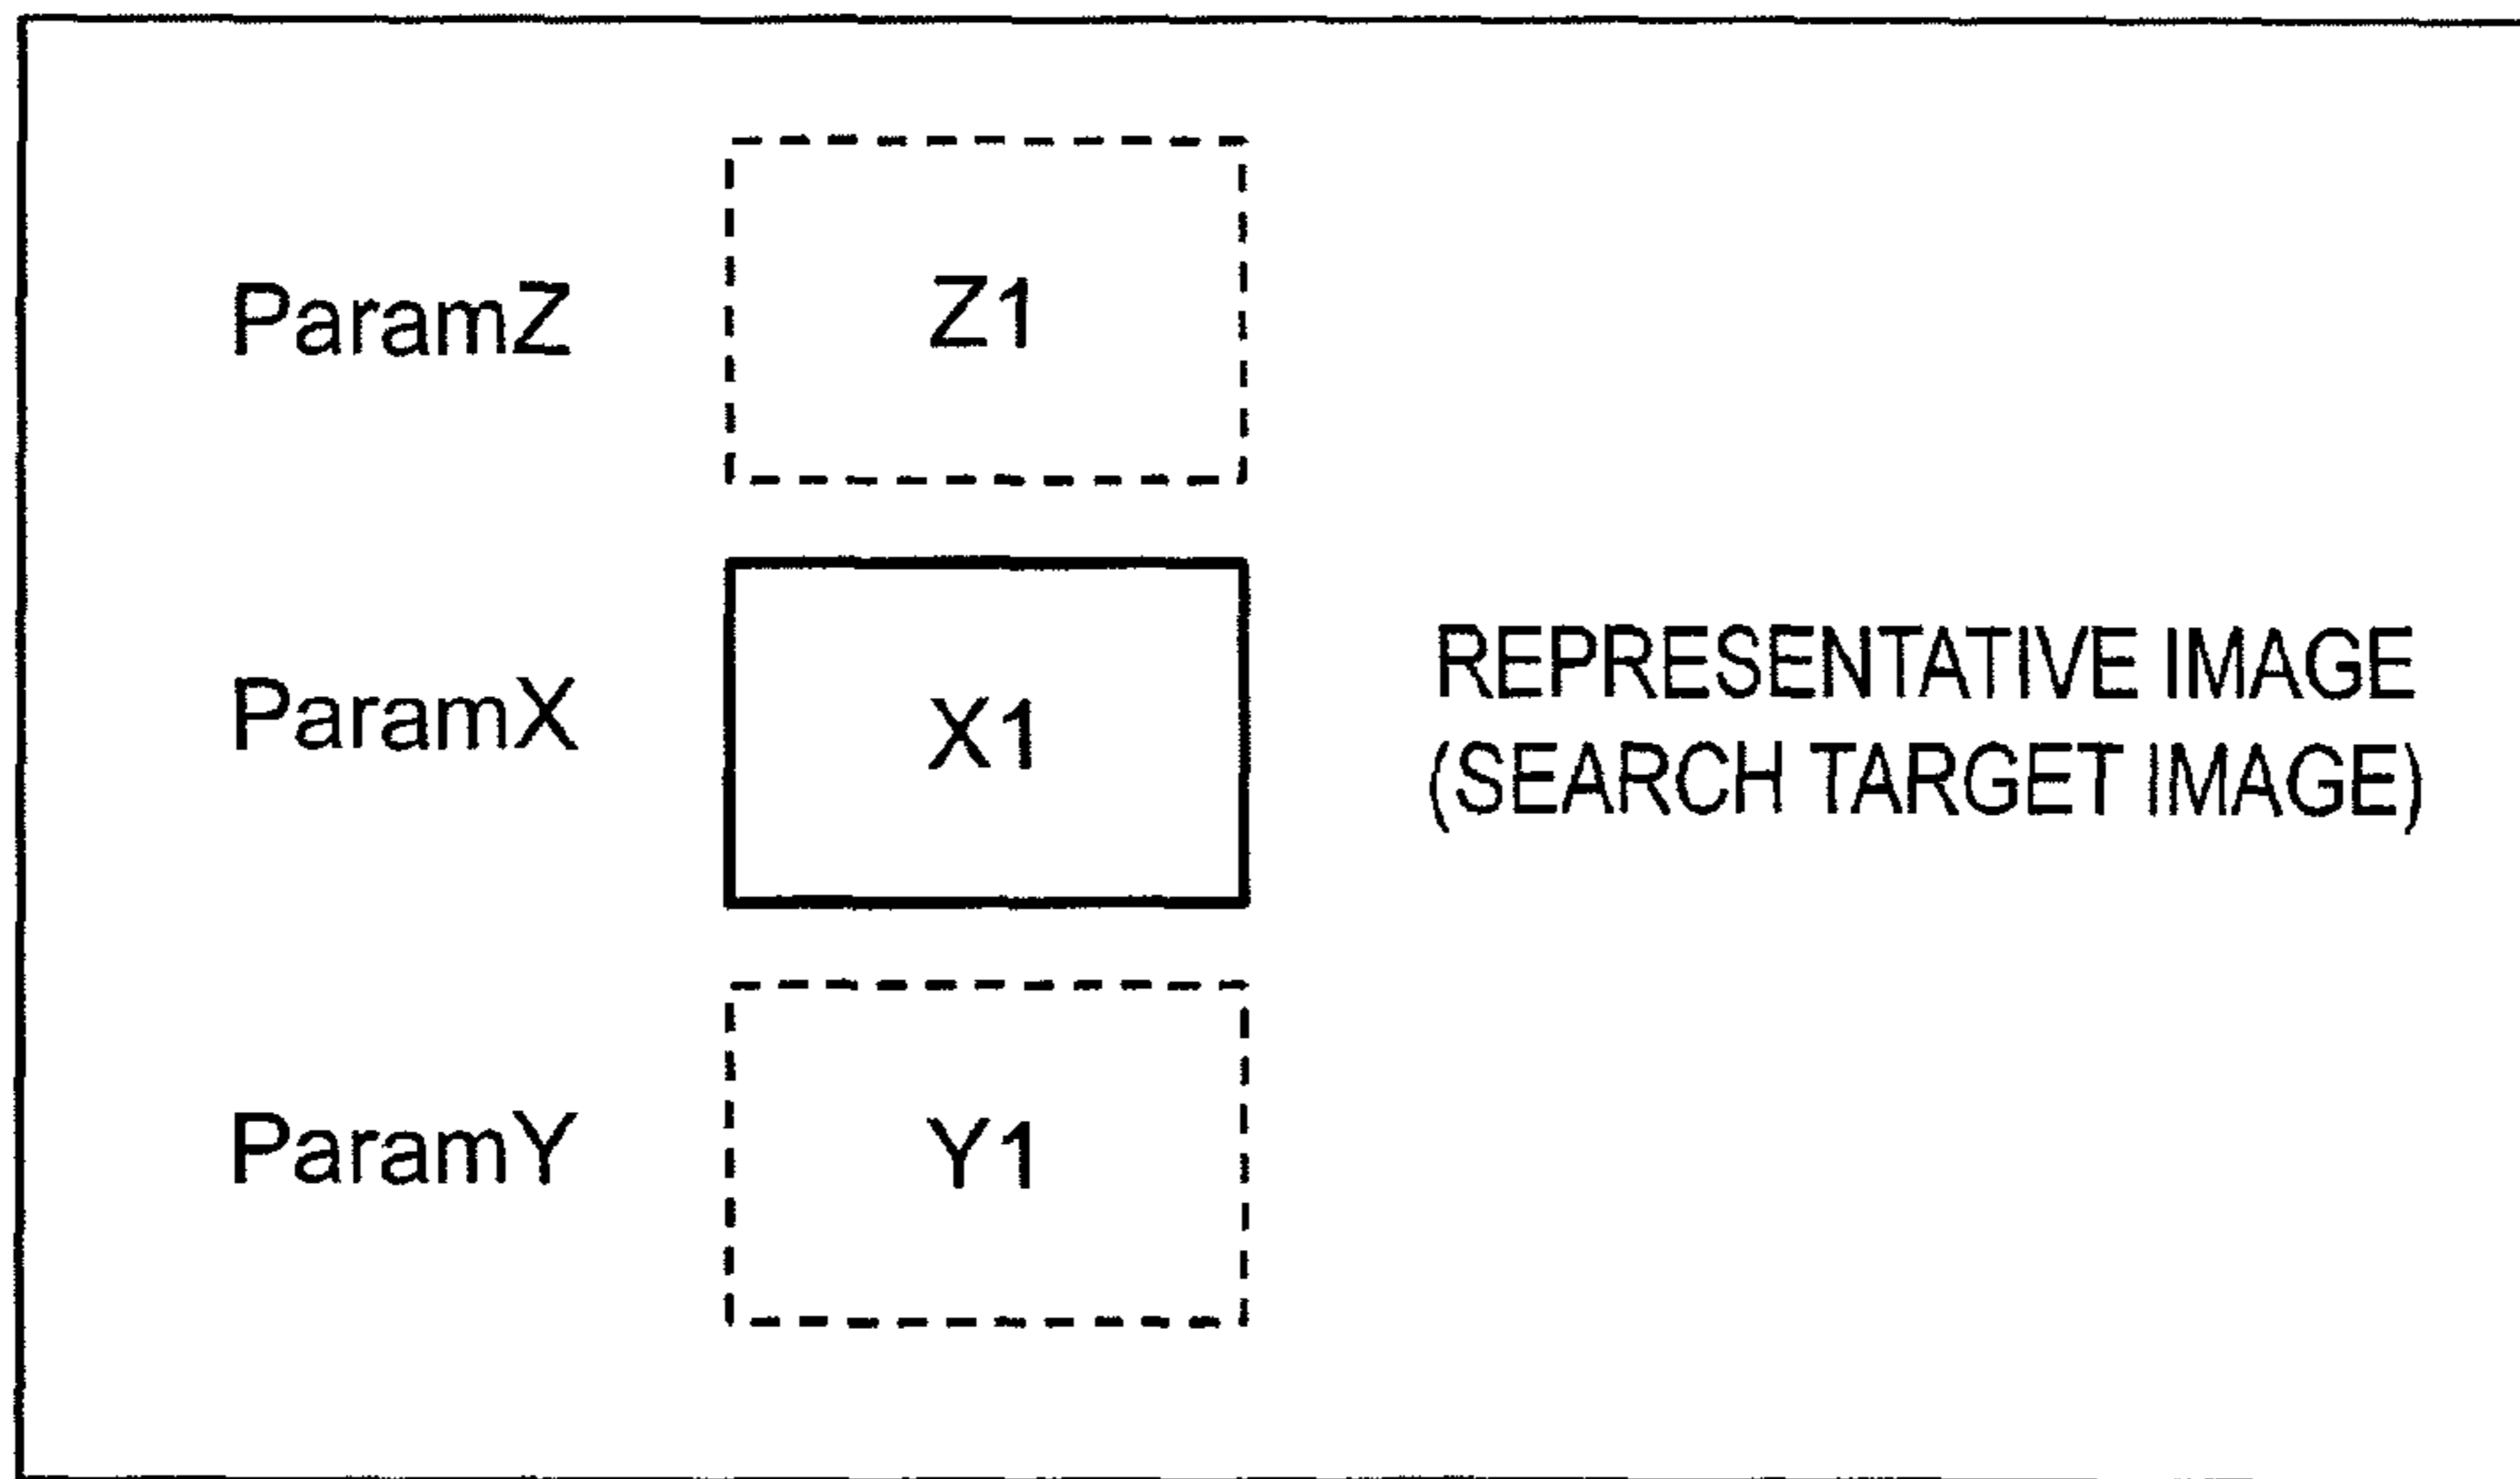 ParamZ
Z1
ParamX
X1
REPRESENTATIVE IMAGE
(SEARCH TARGET IMAGE)
ParamY
Y1